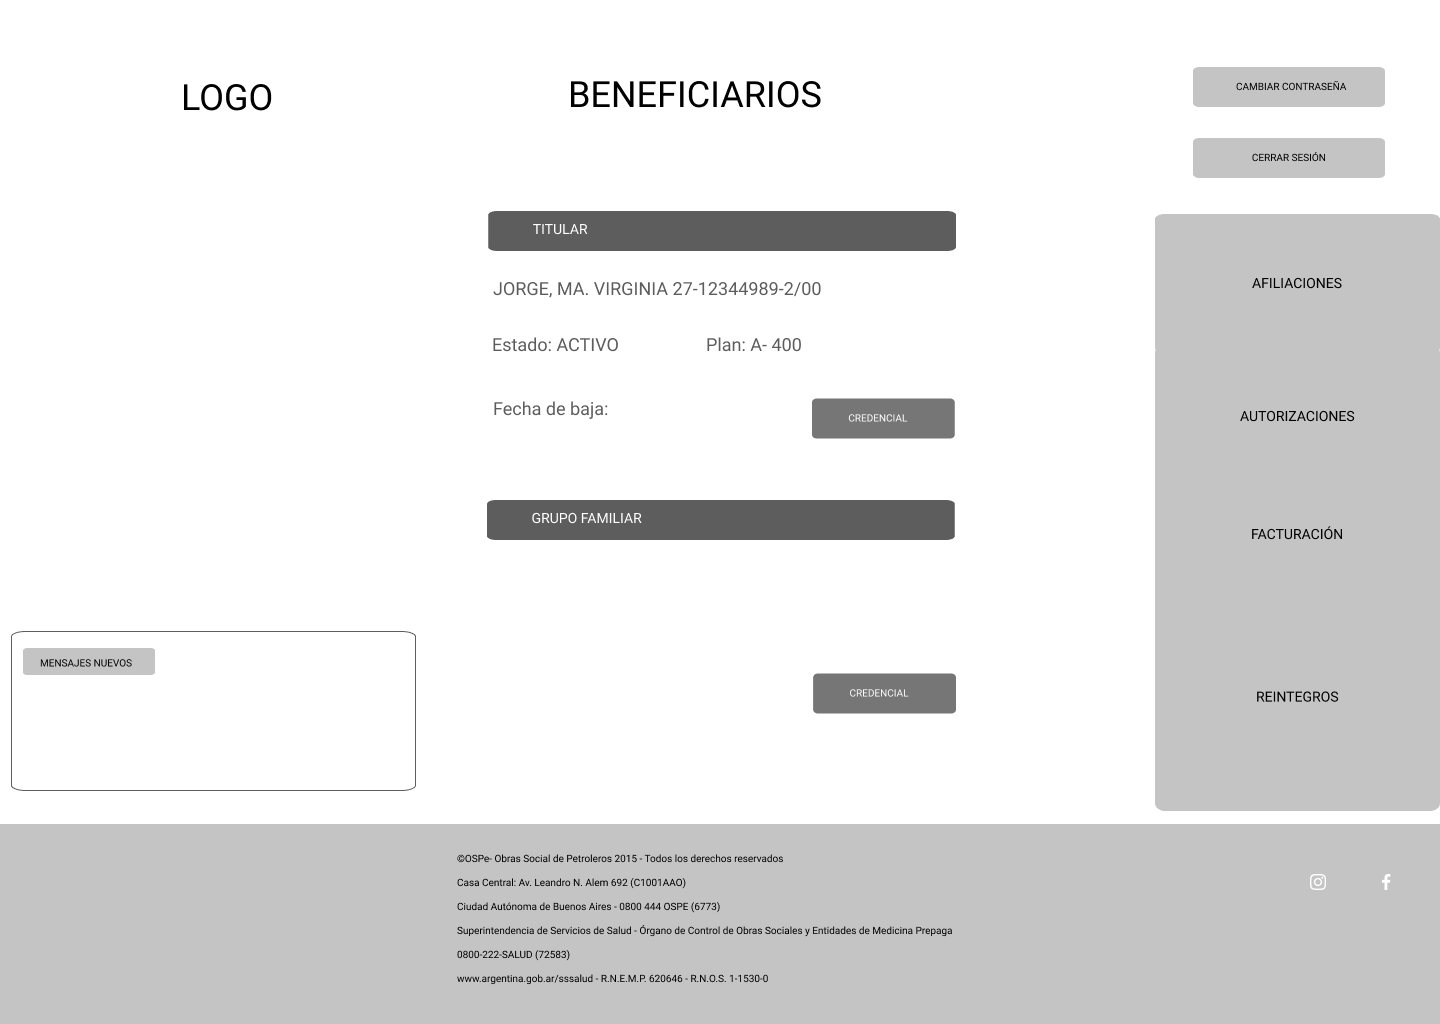 LOGO
BENEFICIARIOS
CAMBIAR CONTRASEÑA
CERRAR SESIÓN
TITULAR
JORGE, MA. VIRGINIA 27-12344989-2/00
Estado: ACTIVO
Plan: A- 400
Fecha de baja:
CREDENCIAL
GRUPO FAMILIAR
CREDENCIAL
AFILIACIONES
AUTORIZACIONES
FACTURACIÓN
REINTEGROS
MENSAJES NUEVOS
©OSPe- Obras Social de Petroleros 2015 - Todos los derechos reservados
Casa Central: Av. Leandro N. Alem 692 (C1001AAO)
Ciudad Autónoma de Buenos Aires - 0800 444 OSPE (6773)
Superintendencia de Servicios de Salud - Órgano de Control de Obras Sociales y Entidades de Medicina Prepaga
0800-222-SALUD (72583)
www.argentina.gob.ar/sssalud - R.N.E.M.P. 620646 - R.N.O.S. 1-1530-0